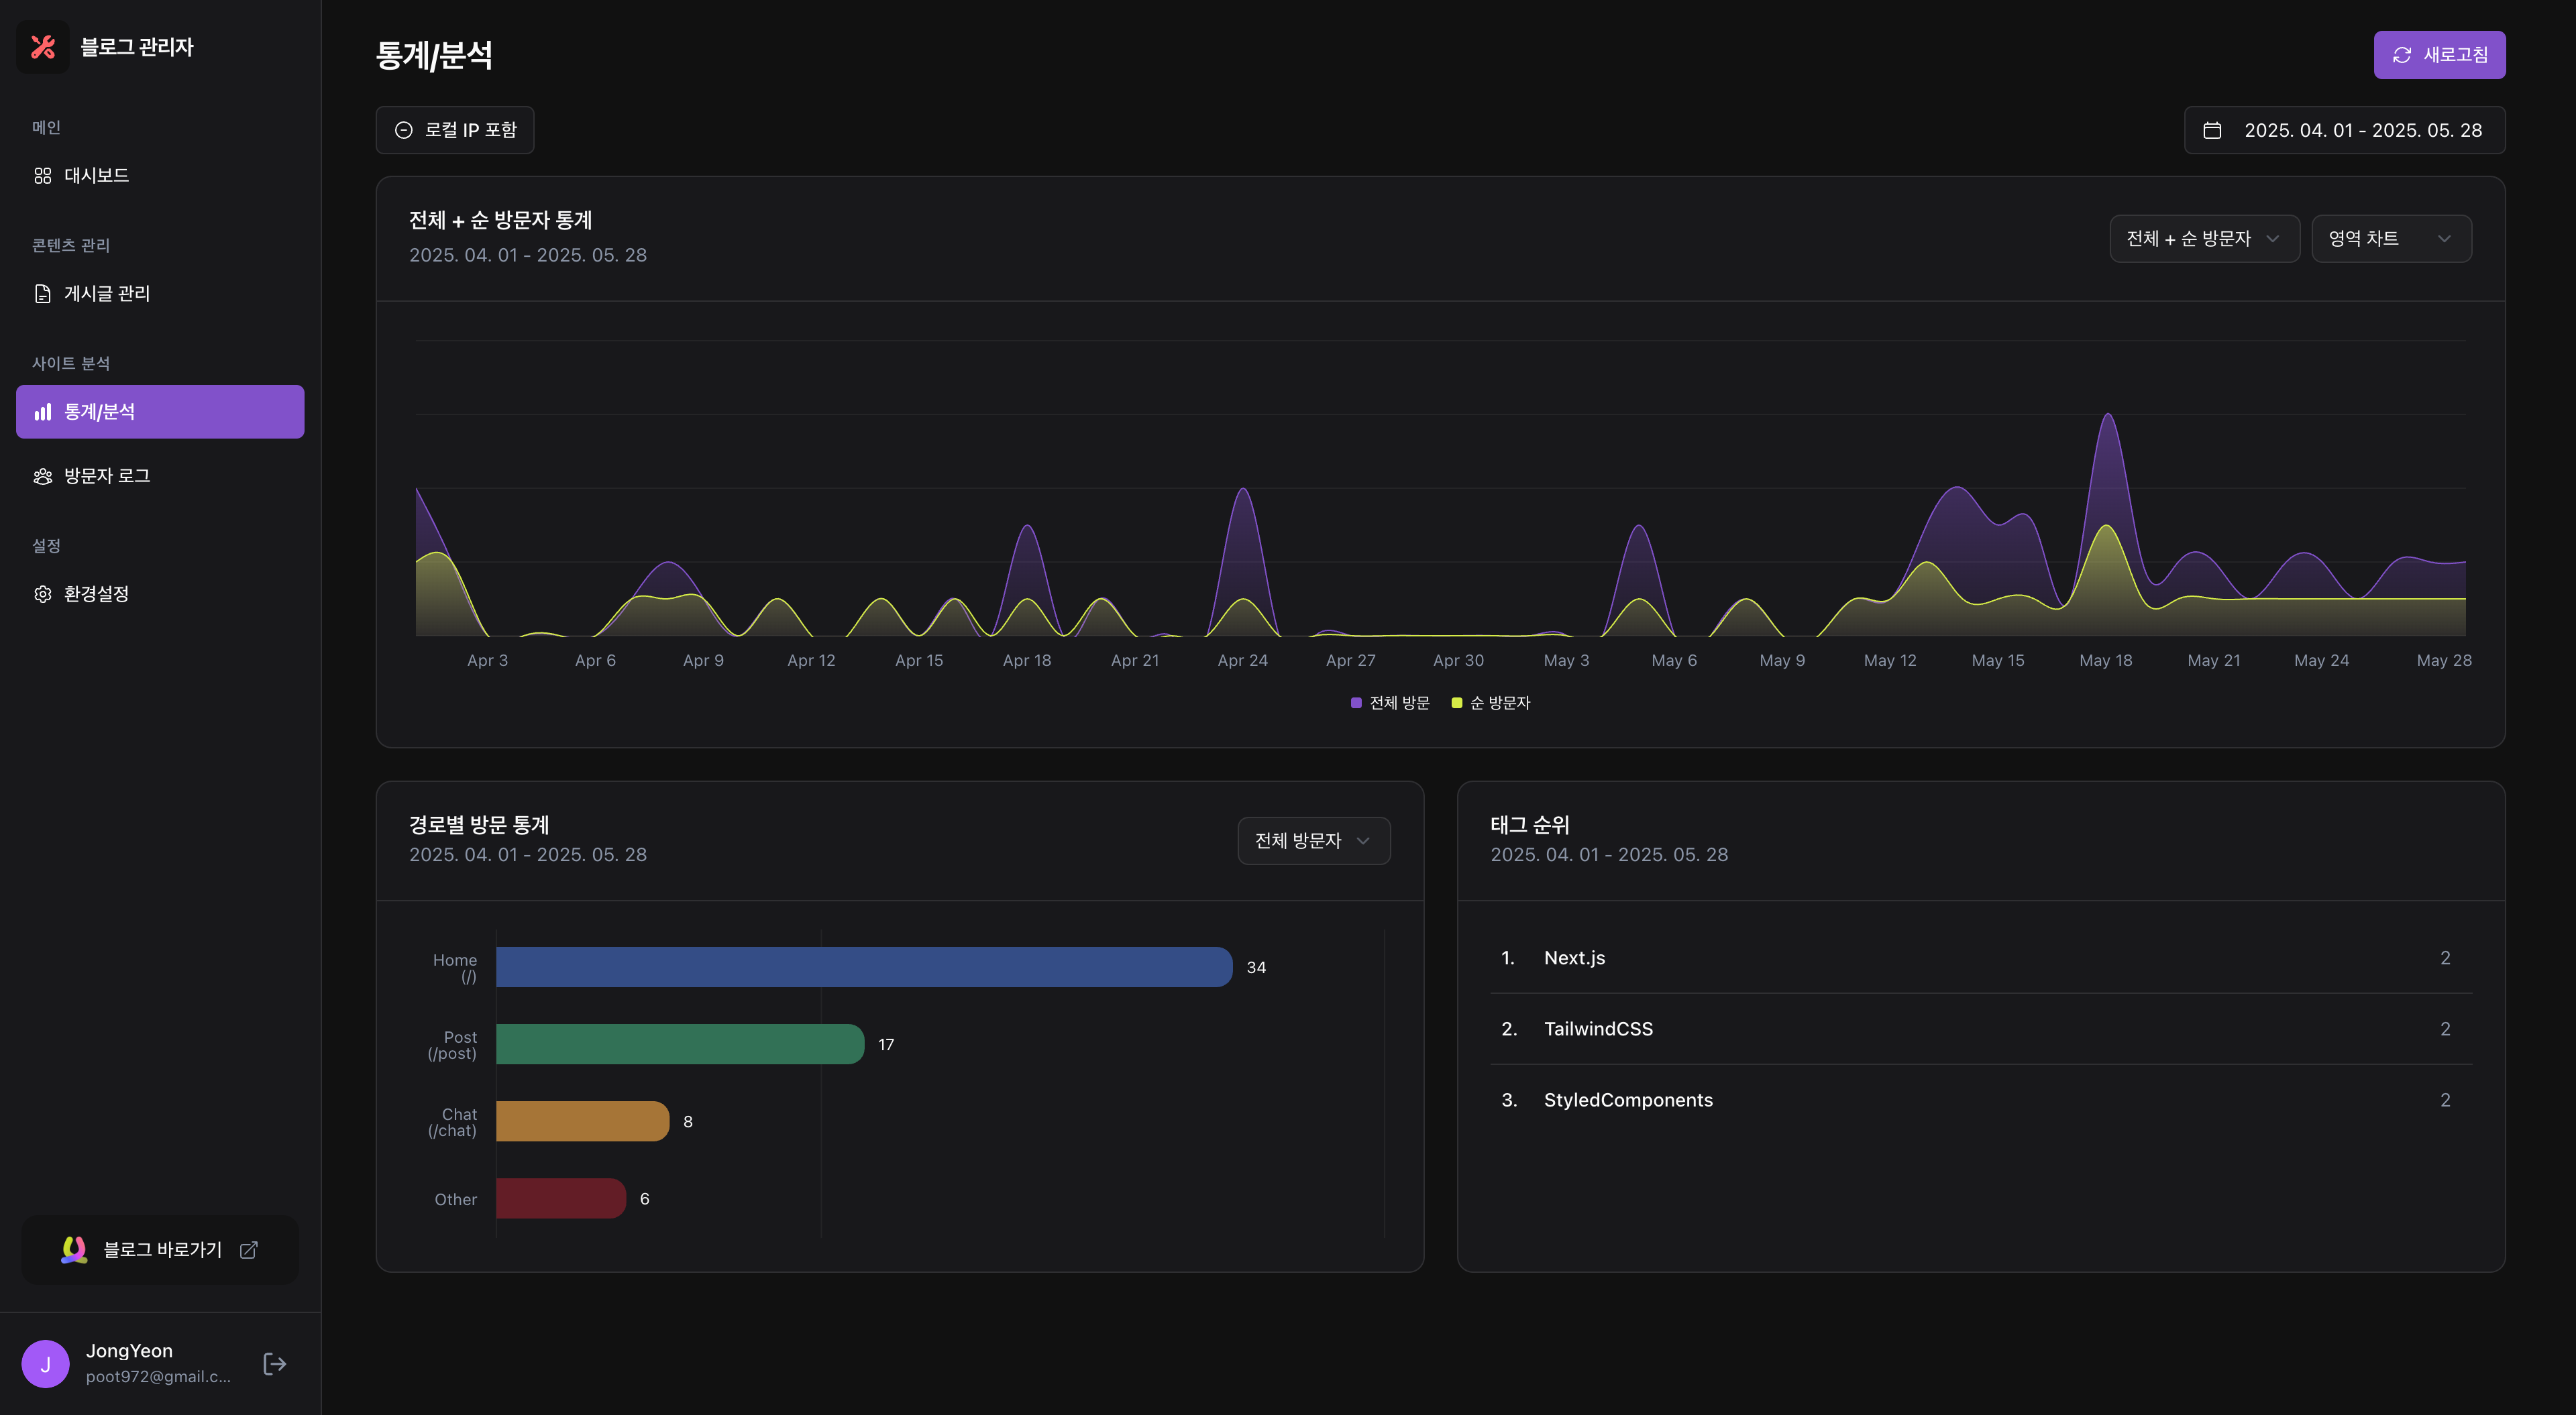 블로그 관리자
메인
대시보드
콘텐츠 관리
게시글 관리
사이트 분석
통계/분석
방문자 로그
설정
환경설정
블로그 바로가기
J
JongYeon
poot972@gmail.c...
통계/분석
새로고침
로컬 IP 포함
2025. 04. 01 - 2025. 05. 28
전체 + 순 방문자 통계
2025. 04. 01 - 2025. 05. 28
전체 + 순 방문자
영역 차트
Apr 3 Apr 6 Apr 9 Apr 12 Apr 15 Apr 18 Apr 21 Apr 24 Apr 27 Apr 30 May 3 May 6 May 9 May 12 May 15 May 18 May 21 May 24 May 28
전체 방문 순 방문자
경로별 방문 통계
2025. 04. 01 - 2025. 05. 28
전체 방문자
Home
(/)
34
Post
(/post)
17
Chat
(/chat)
8
Other
6
태그 순위
2025. 04. 01 - 2025. 05. 28
1. Next.js 2
2. TailwindCSS 2
3. StyledComponents 2